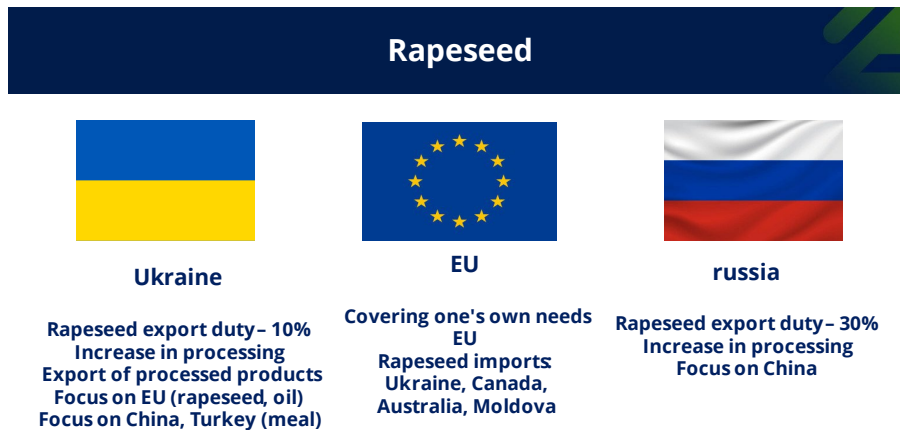 Rapeseed
Ukraine
Rapeseed export duty – 10%
Increase in processing
Export of processed products
Focus on EU (rapeseed, oil)
Focus on China, Turkey (meal)
EU
Covering one's own needs
EU
Rapeseed imports:
Ukraine, Canada,
Australia, Moldova
russia
Rapeseed export duty – 30%
Increase in processing
Focus on China